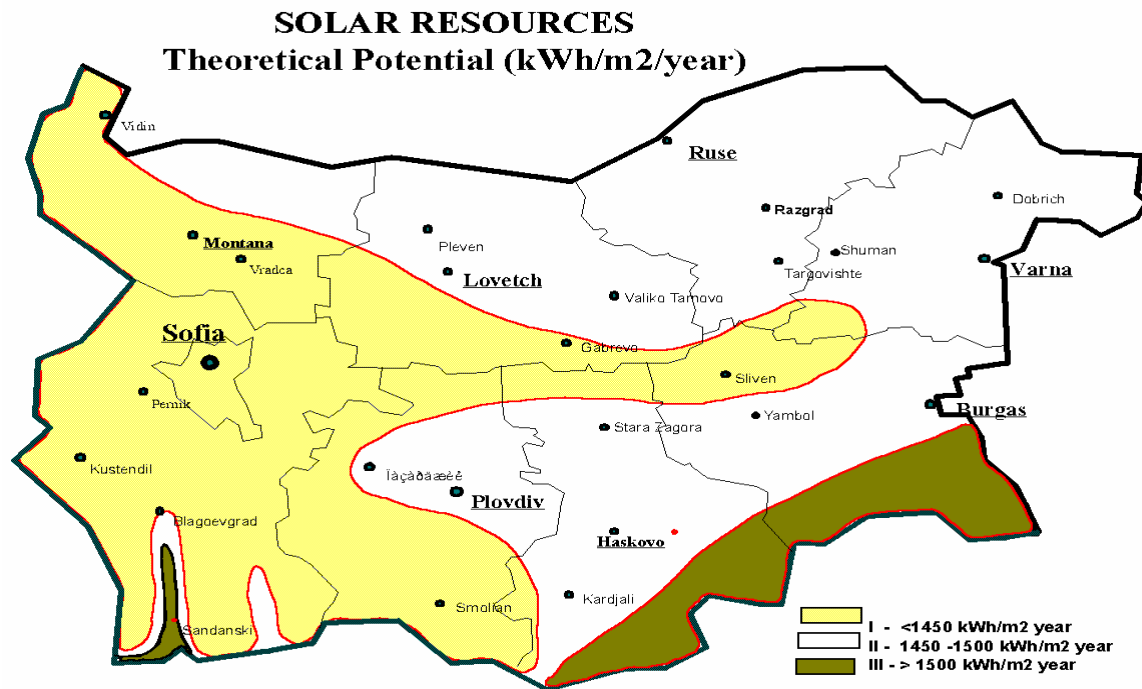 SOLAR RESOURCES
Theoretical Potential (kWh/m2/year)
Vidin
Ruse
Razgrad
Dobrich
Montana
Pleven
Shuman
Vradca
Lovetch
Targovishte
Varna
Valiko Tarnovo
Sofia
Gabrevo
Sliven
Pernik
Burgas
Yambol
Stara Zagora
Kustendil
Ïàçàðäæèê
Plovdiv
Blagoevgrad
Haskovo
Kardjali
Smolian
Sandanski
I - <1450 kWh/m2 year
II - 1450 -1500 kWh/m2 year
III - > 1500 kWh/m2 year